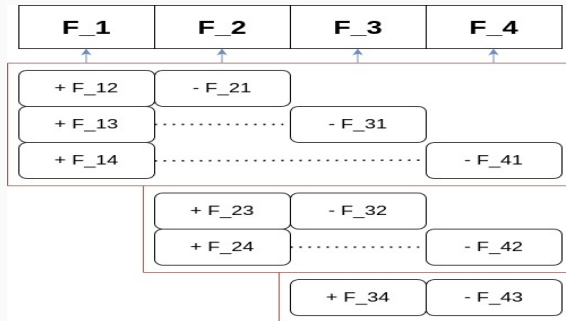 F_1 F_2 F_3 F_4
+ F_12 - F_21
+ F_13 - F_31
+ F_14 - F_41
+ F_23 - F_32
+ F_24 - F_42
+ F_34 - F_43